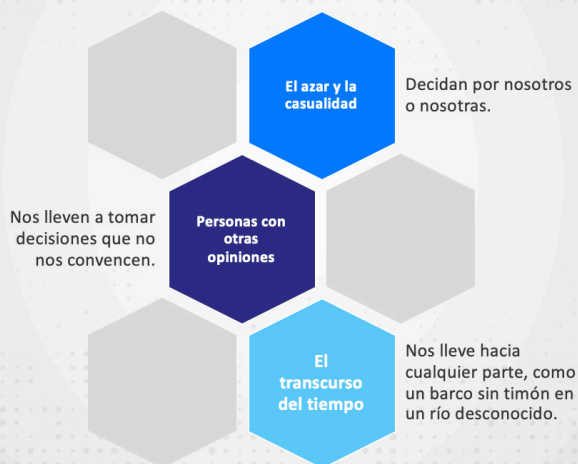 El azar y la
casualidad
Decidan por nosotros
o nosotras.
Nos lleven a tomar
decisiones que no
nos convencen.
Personas con
otras
opiniones
El
transcurso
del tiempo
Nos lleve hacia
cualquier parte, como
un barco sin timón en
un río desconocido.